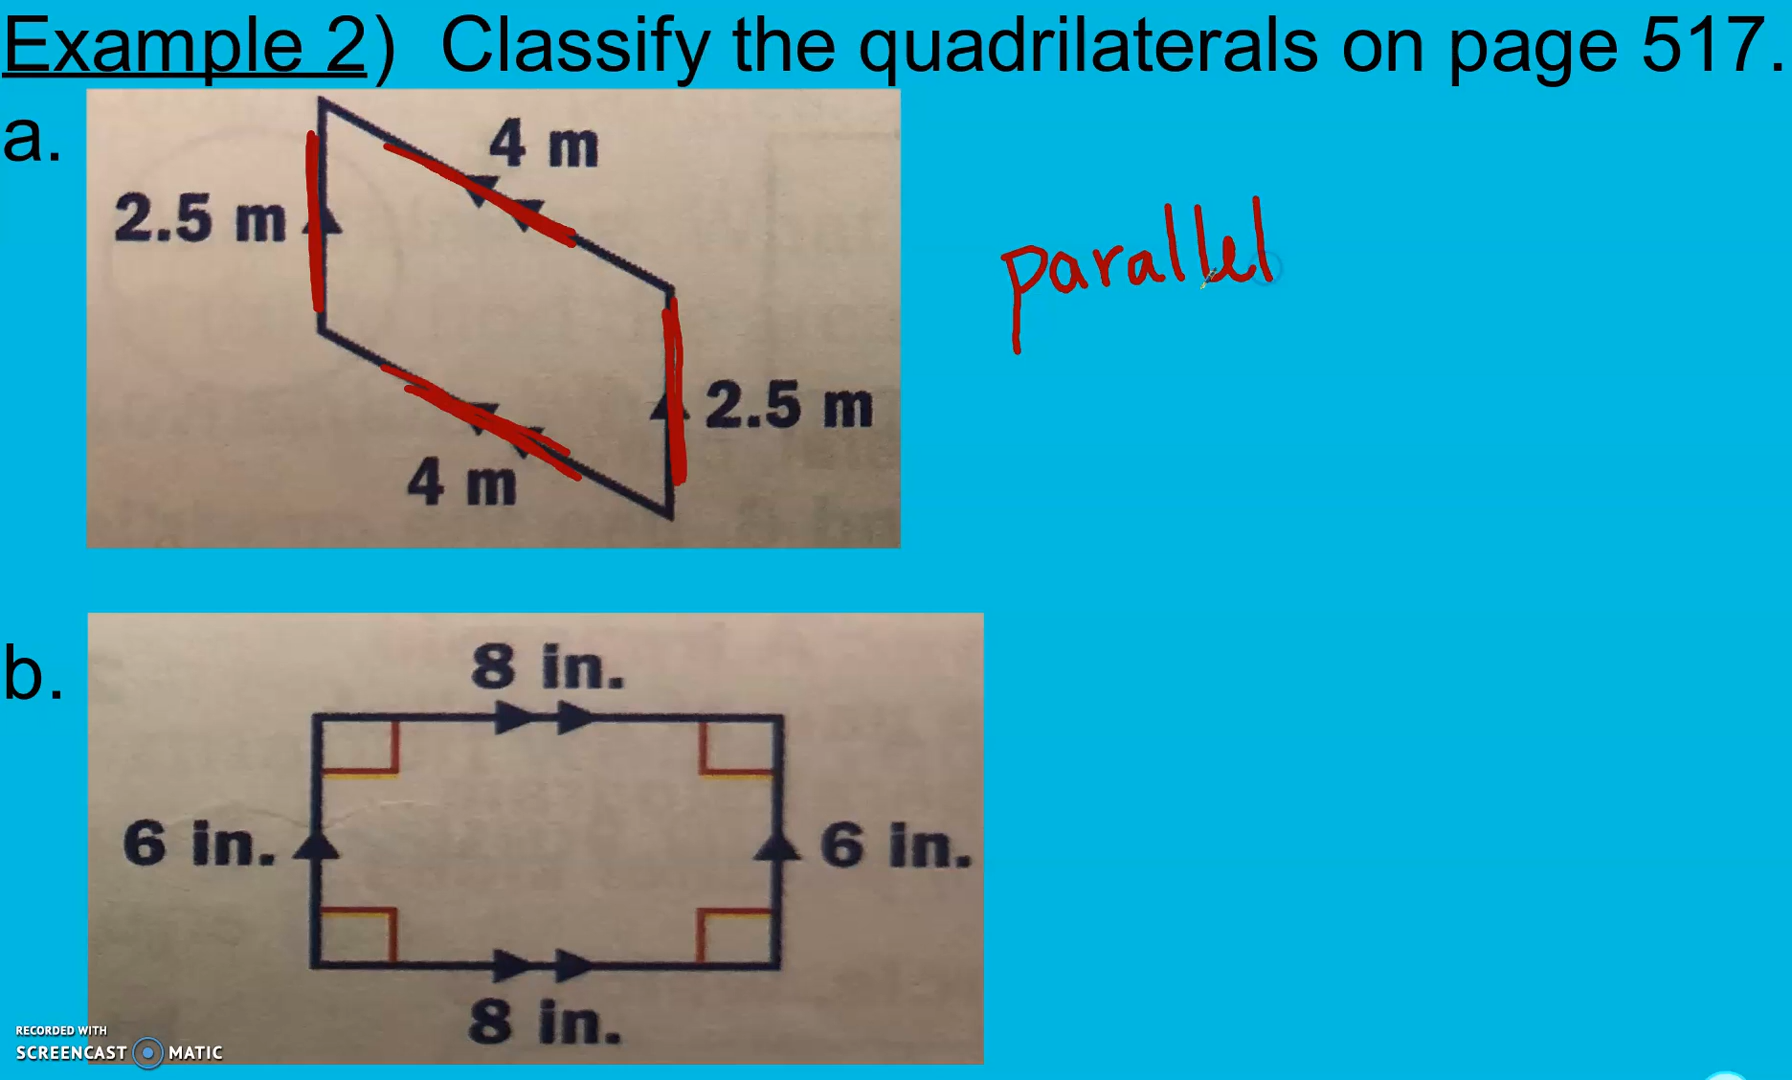 Example 2) Classify the quadrilaterals on page 517.
a.
4 m
2.5 m
parallel
2.5 m
4 m
b.
8 in.
6 in.
6 in.
8 in.
RECORDED WITH
SCREENCAST MATIC